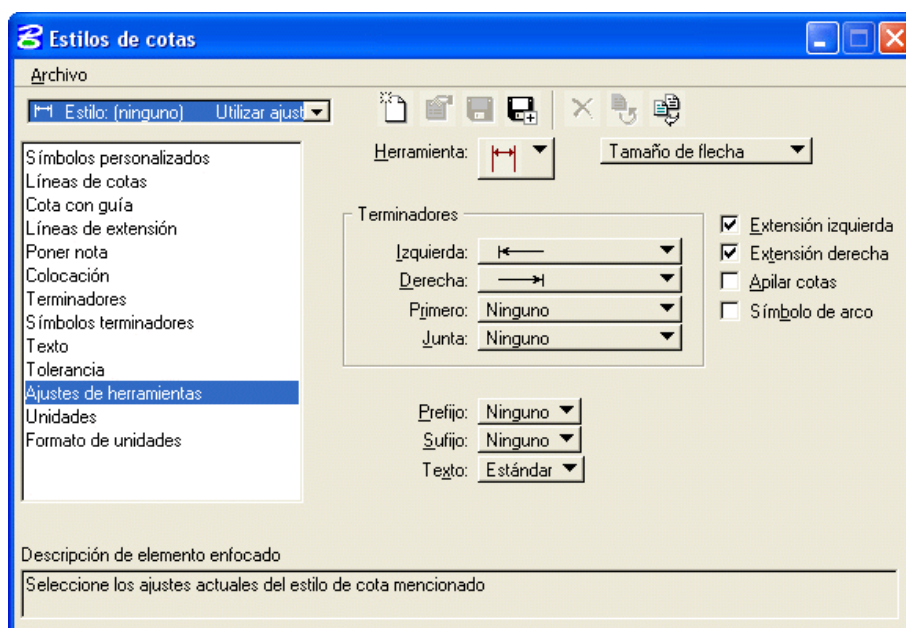 Estilos de cotas
Archivo
Estilo: (ninguno) Utilizar ajust
Herramienta: Tamaño de flecha
Símbolos personalizados
Líneas de cotas
Cota con guía
Líneas de extensión
Poner nota
Colocación
Terminadores
Símbolos terminadores
Texto
Tolerancia
Ajustes de herramientas
Unidades
Formato de unidades
Terminadores
Izquierda:
Derecha:
Primero: Ninguno
Junta: Ninguno
Extensión izquierda
Extensión derecha
Apilar cotas
Símbolo de arco
Prefijo: Ninguno
Sufijo: Ninguno
Texto: Estándar
Descripción de elemento enfocado
Seleccione los ajustes actuales del estilo de cota mencionado